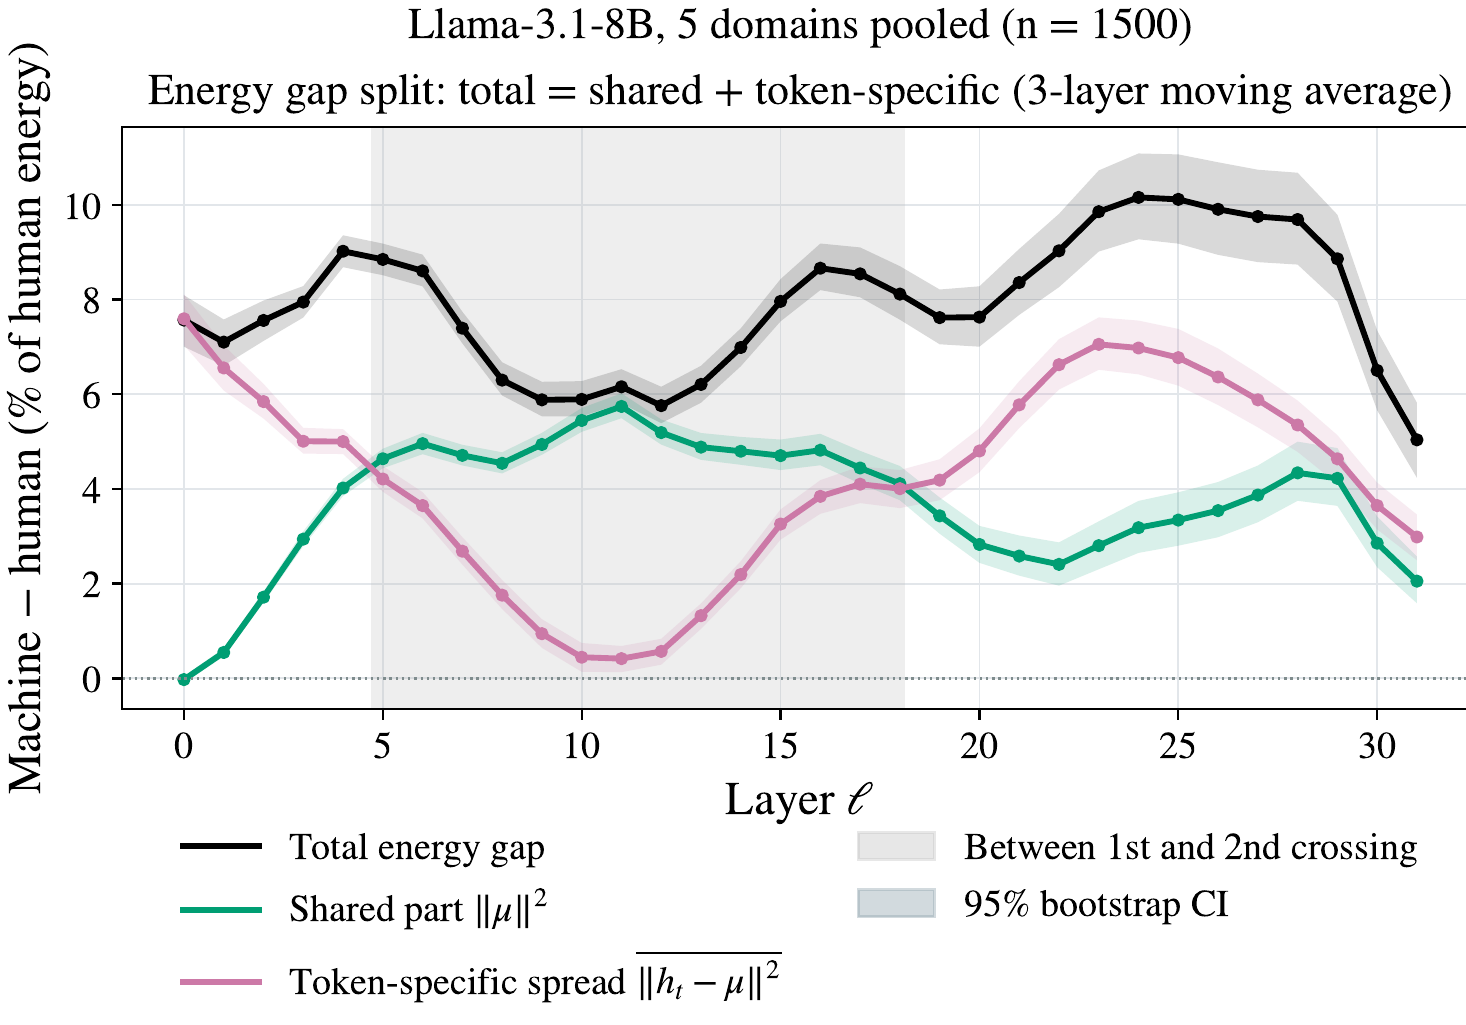 Llama-3.1-8B, 5 domains pooled (n = 1500)
Energy gap split: total = shared + token-specific (3-layer moving average)
Machine − human (% of human energy)
10
8
6
4
2
0
0 5 10 15 20 25 30
Layer ℓ
Total energy gap
Shared part ‖μ‖²
Token-specific spread \overline{‖h_t − μ‖²}
Between 1st and 2nd crossing
95% bootstrap CI